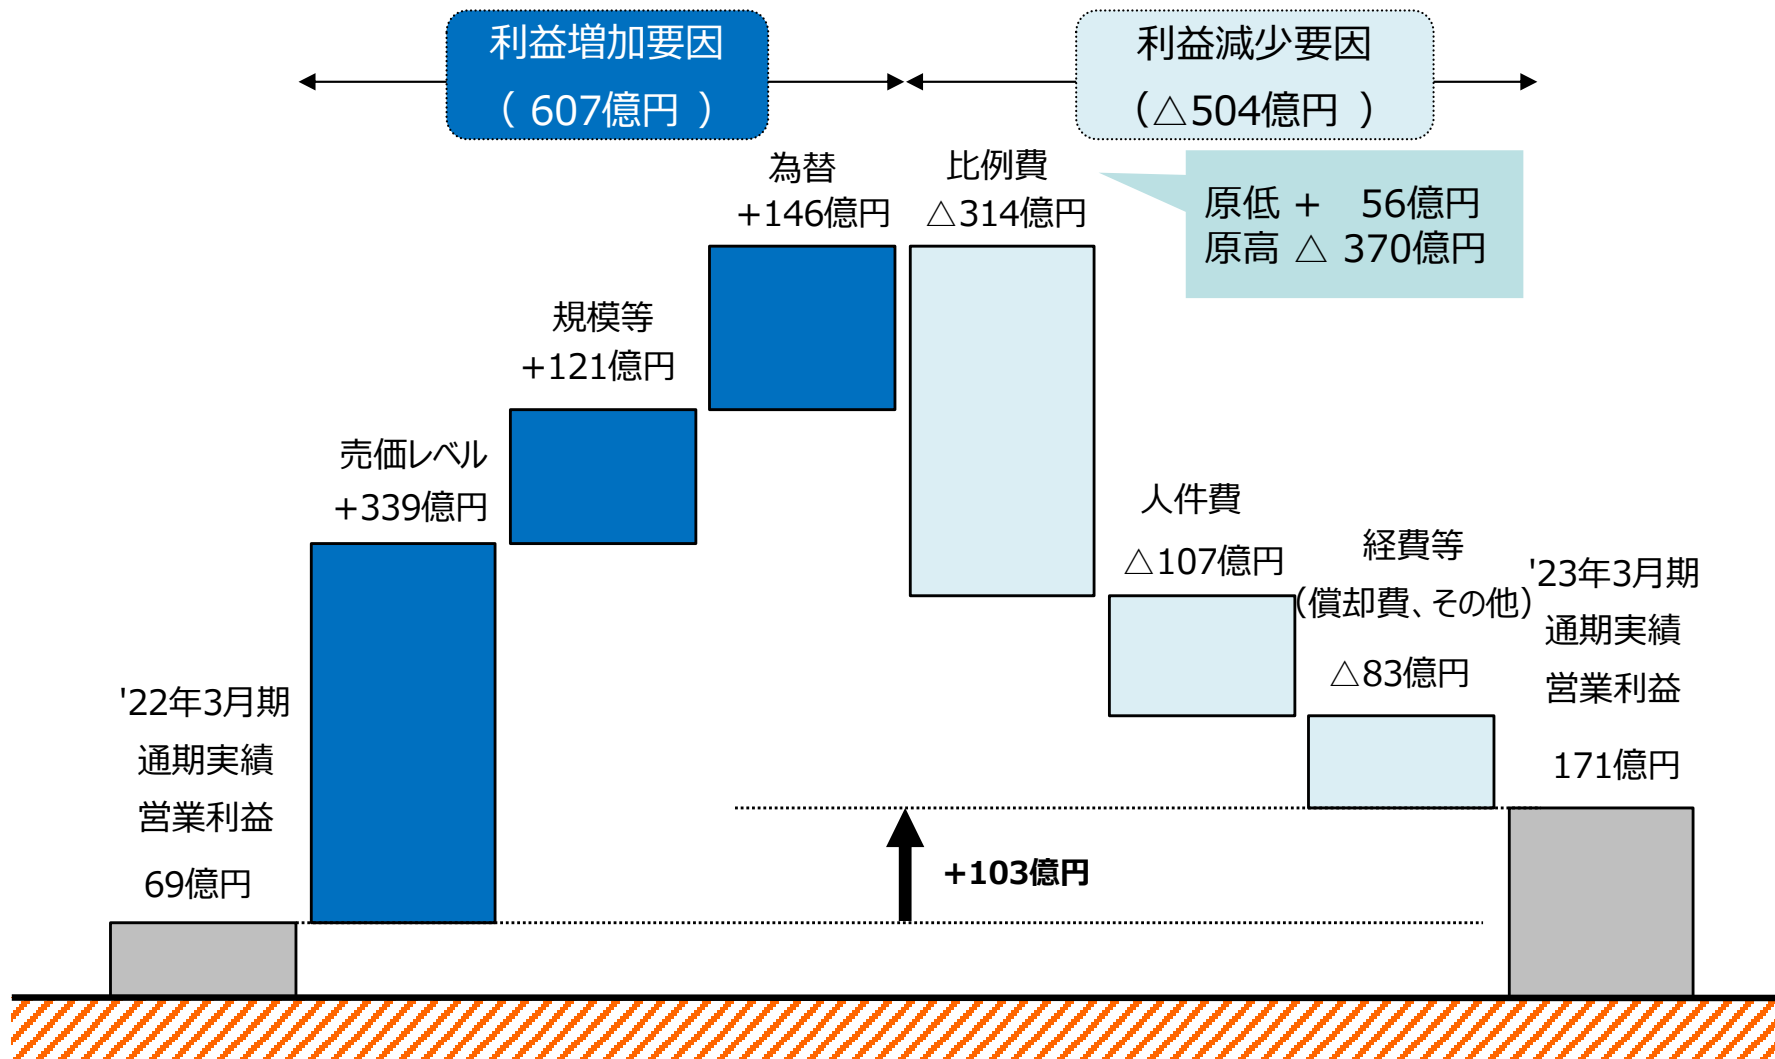 利益増加要因
（ 607億円 ）
利益減少要因
（△504億円 ）
為替
+146億円
比例費
△314億円
原低 +　56億円
原高 △ 370億円
規模等
+121億円
売価レベル
+339億円
人件費
△107億円
経費等
（償却費、その他）
△83億円
'23年3月期
通期実績
営業利益
171億円
'22年3月期
通期実績
営業利益
69億円
+103億円